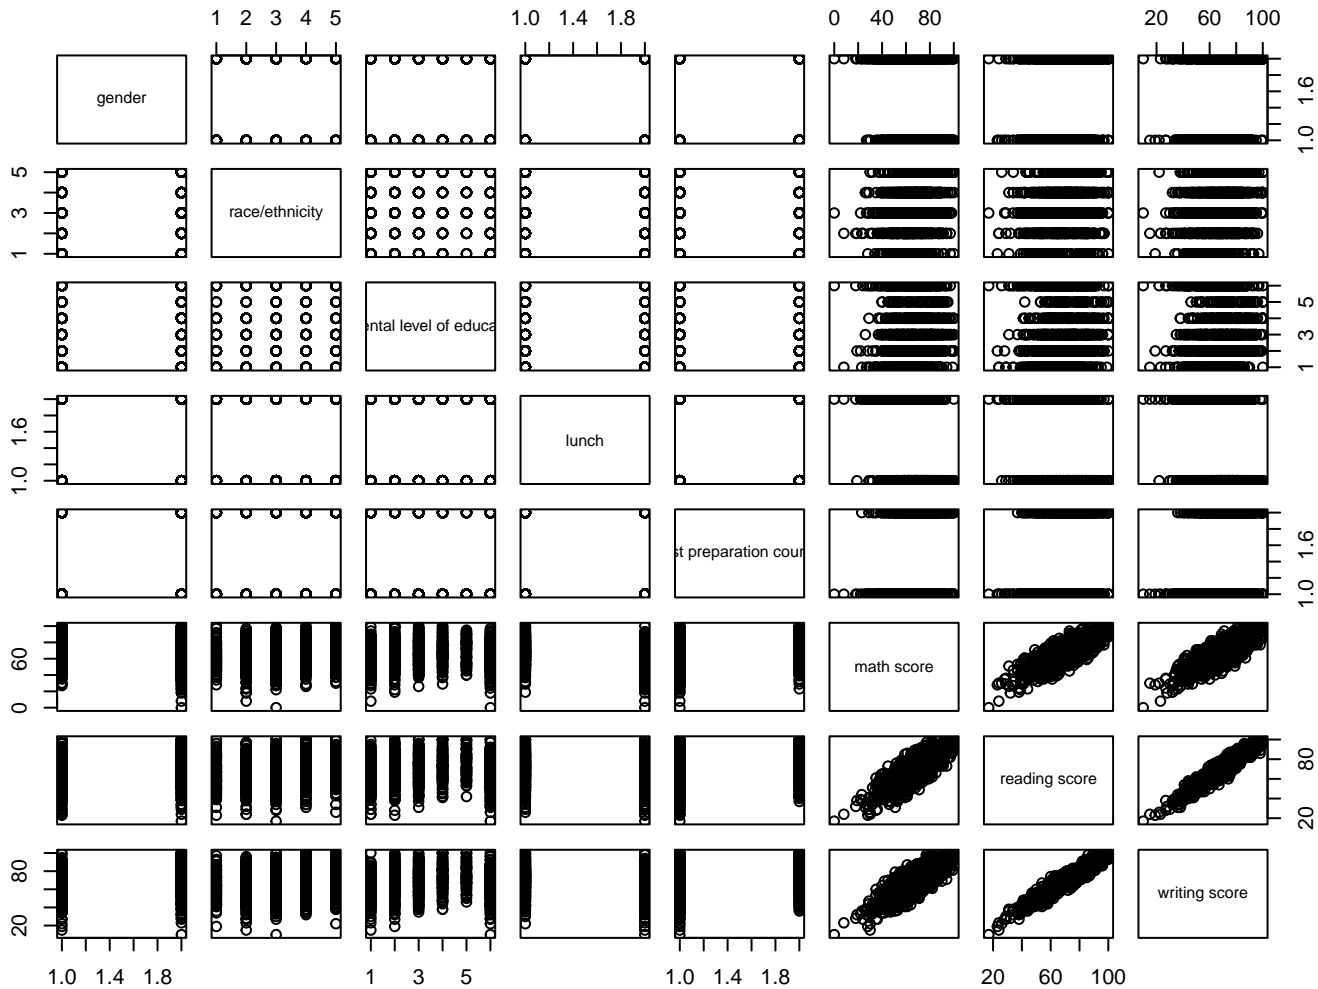 1 2 3 4 5 1.0 1.4 1.8 0 40 80 20 60 100
gender
1.0 1.6
1 3 5
race/ethnicity
ental level of educa
1 3 5
1.0 1.6
lunch
st preparation cour
1.0 1.6
0 60
math score
reading score
20 80
20 80
writing score
1.0 1.4 1.8 1 3 5 1.0 1.4 1.8 20 60 100